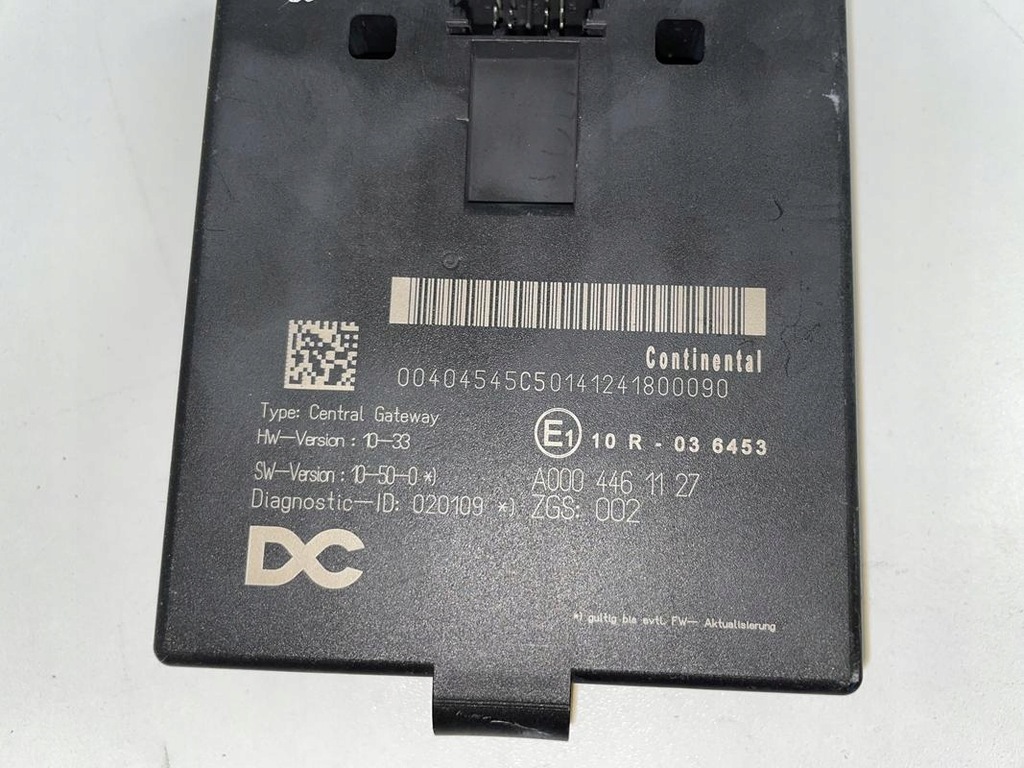 Continental
00404545C50141241800090
Type: Central Gateway
HW-Version : 10-33
E1 10 R - 03 6453
SW-Version : 10-50-0 *)
A000 446 11 27
Diagnostic-ID: 020109 *)
ZGS: 002
DC
*) gultig bis evtl. FW- Aktualisierung